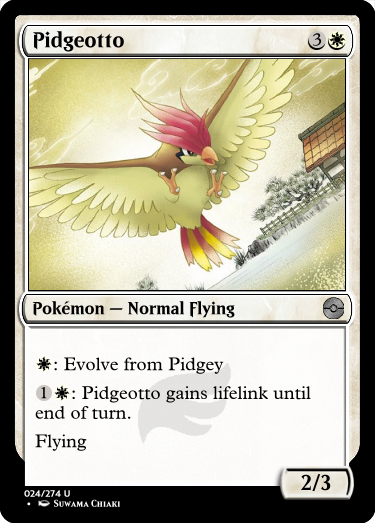 Pidgeotto 3
Pokémon — Normal Flying
: Evolve from Pidgey
1 : Pidgeotto gains lifelink until
end of turn.
Flying
2/3
024/274 U
• Suwama Chiaki